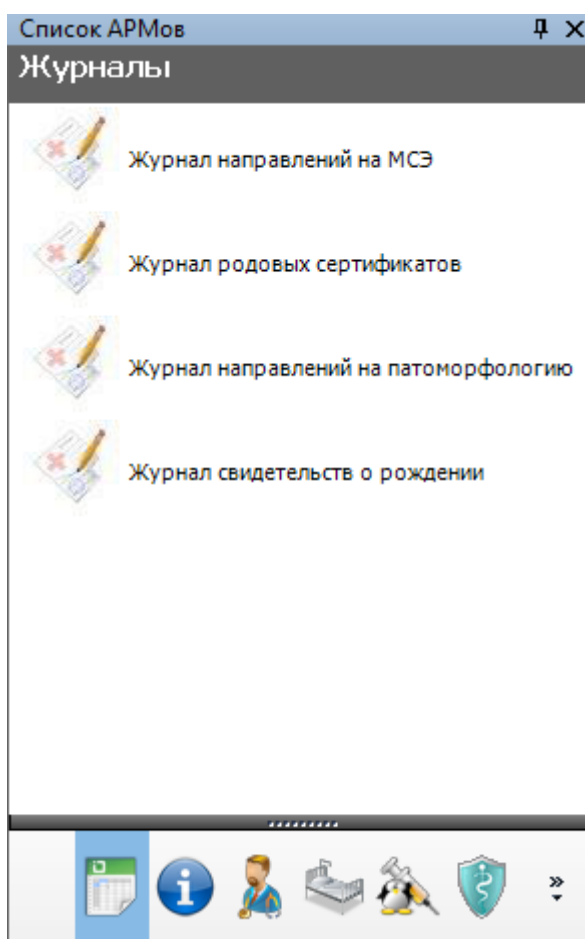 Список АРМов
Журналы
Журнал направлений на МСЭ
Журнал родовых сертификатов
Журнал направлений на патоморфологию
Журнал свидетельств о рождении